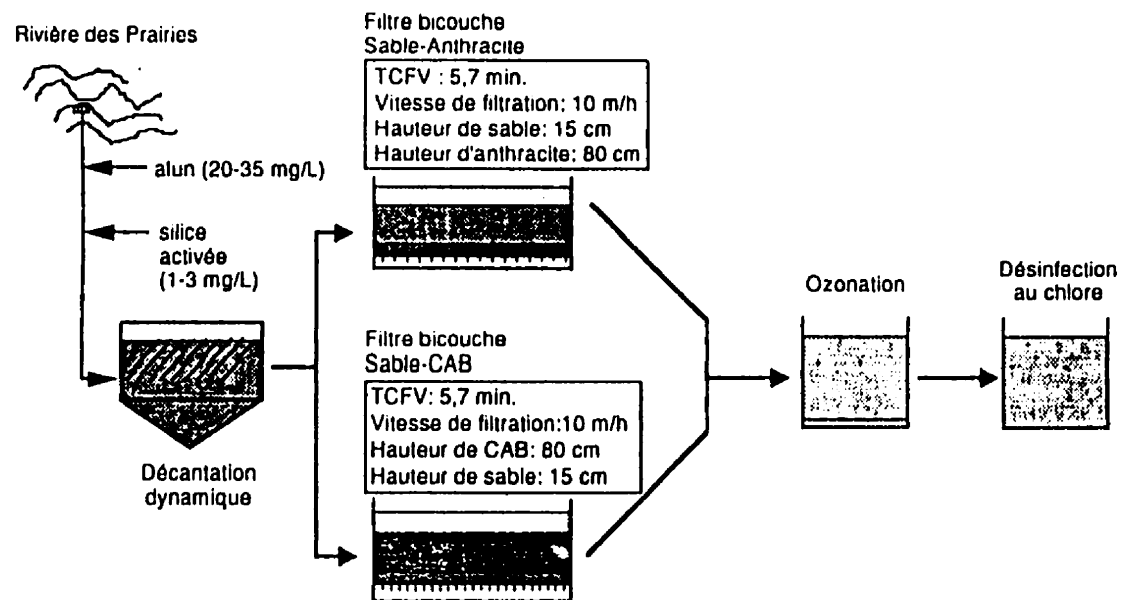 Rivière des Prairies
alun (20-35 mg/L)
silice
activée
(1-3 mg/L)
Décantation
dynamique
Filtre bicouche
Sable-Anthracite
TCFV : 5,7 min.
Vitesse de filtration: 10 m/h
Hauteur de sable: 15 cm
Hauteur d'anthracite: 80 cm
Filtre bicouche
Sable-CAB
TCFV: 5,7 min.
Vitesse de filtration:10 m/h
Hauteur de CAB: 80 cm
Hauteur de sable: 15 cm
Ozonation
Désinfection
au chlore